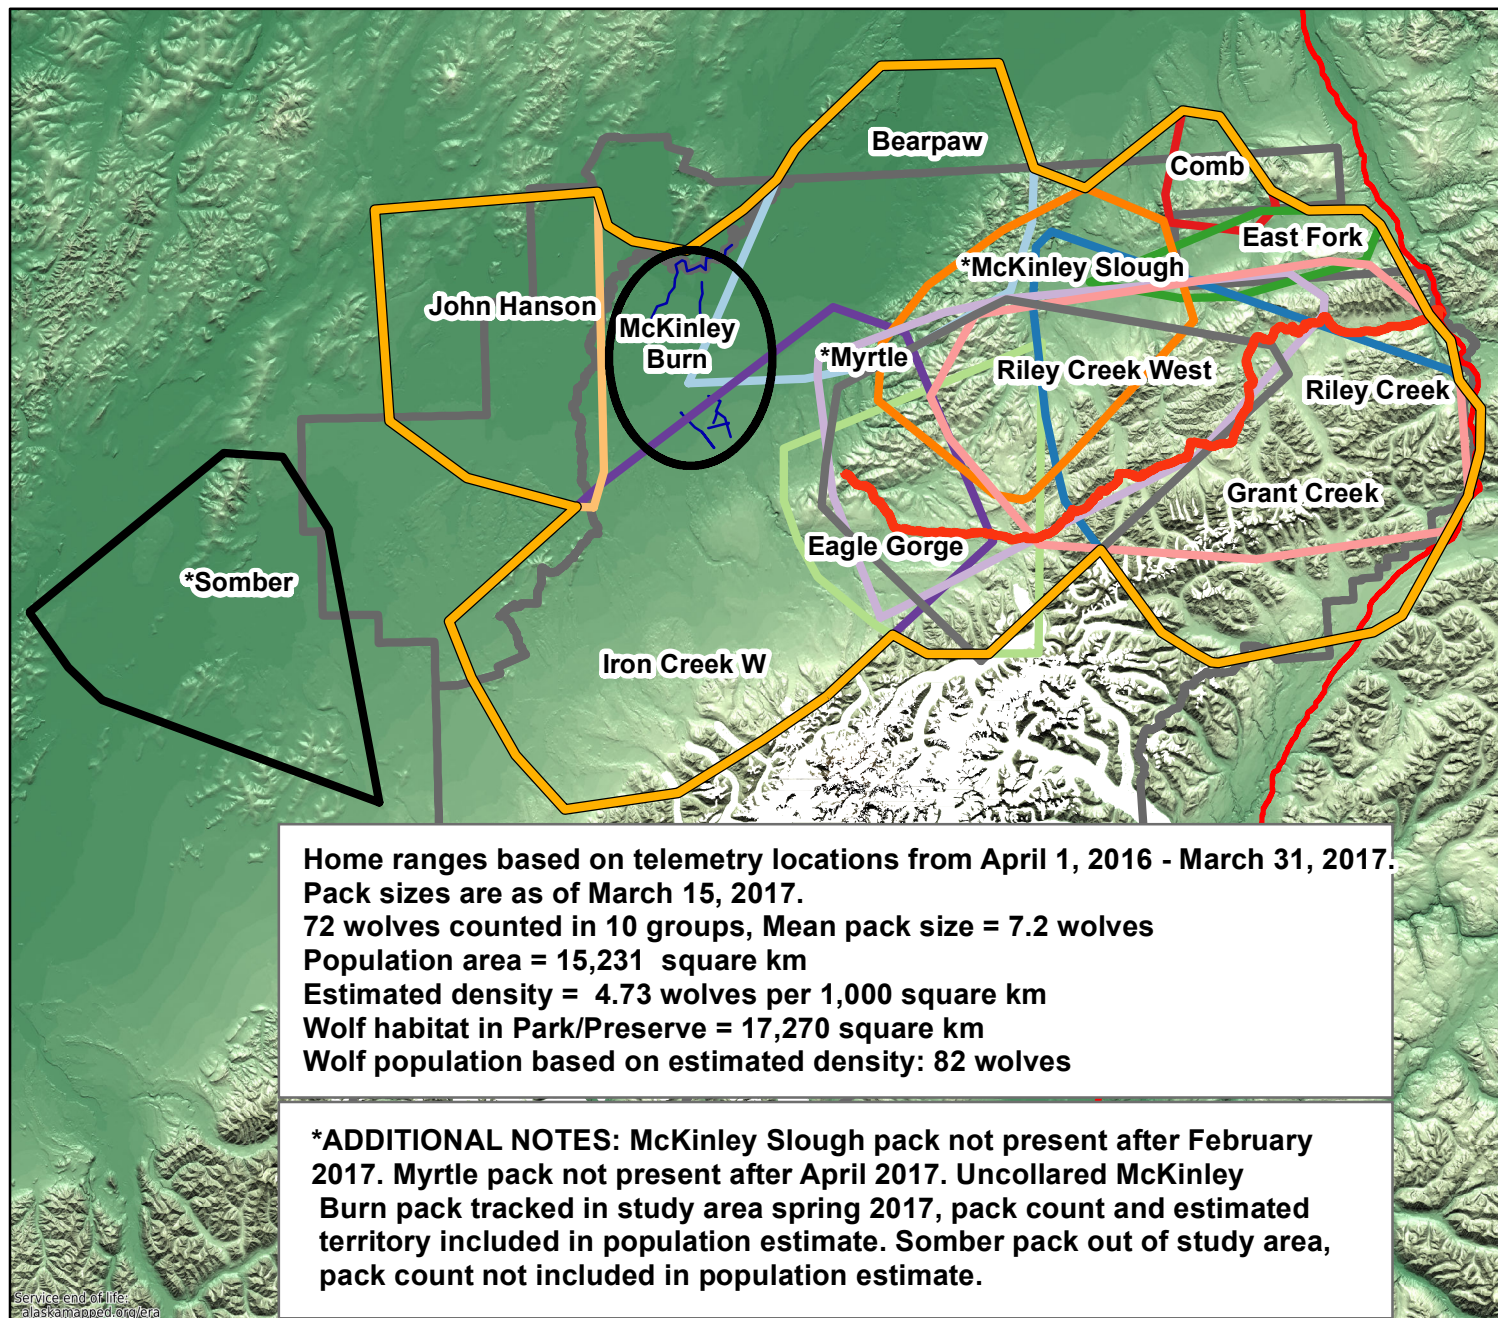 Bearpaw
Comb
East Fork
*McKinley Slough
John Hanson
McKinley
Burn
*Myrtle
Riley Creek West
Riley Creek
Grant Creek
Eagle Gorge
*Somber
Iron Creek W
Home ranges based on telemetry locations from April 1, 2016 - March 31, 2017.
Pack sizes are as of March 15, 2017.
72 wolves counted in 10 groups, Mean pack size = 7.2 wolves
Population area = 15,231 square km
Estimated density = 4.73 wolves per 1,000 square km
Wolf habitat in Park/Preserve = 17,270 square km
Wolf population based on estimated density: 82 wolves
*ADDITIONAL NOTES: McKinley Slough pack not present after February
2017. Myrtle pack not present after April 2017. Uncollared McKinley
Burn pack tracked in study area spring 2017, pack count and estimated
territory included in population estimate. Somber pack out of study area,
pack count not included in population estimate.
Service end of life:
alaskamapped.org/era